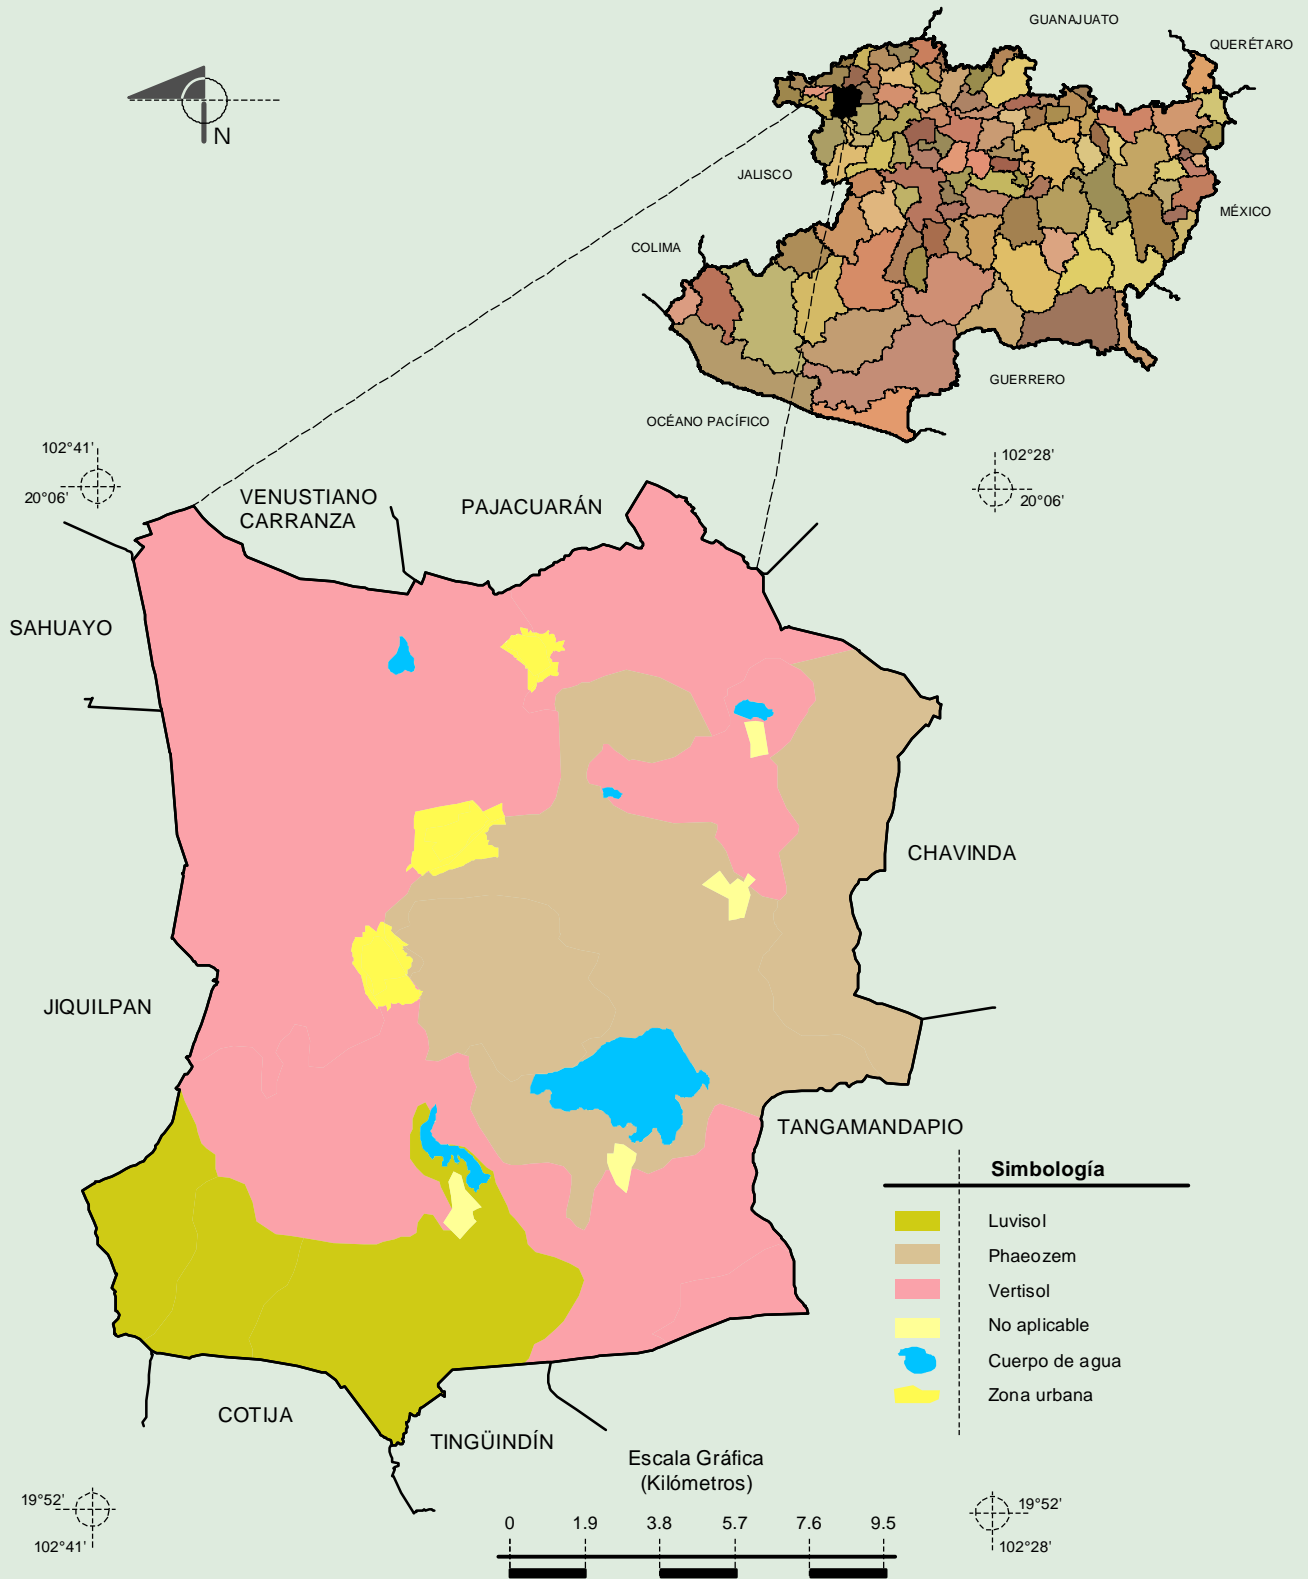 GUANAJUATO
QUERÉTARO
N
JALISCO
MÉXICO
COLIMA
GUERRERO
OCÉANO PACÍFICO
102°41'
20°06'
102°28'
20°06'
VENUSTIANO
CARRANZA
PAJACUARÁN
SAHUAYO
CHAVINDA
JIQUILPAN
TANGAMANDAPIO
Simbología
Luvisol
Phaeozem
Vertisol
No aplicable
Cuerpo de agua
Zona urbana
COTIJA
TINGÜINDÍN
Escala Gráfica
(Kilómetros)
19°52'
102°41'
19°52'
102°28'
0 1.9 3.8 5.7 7.6 9.5